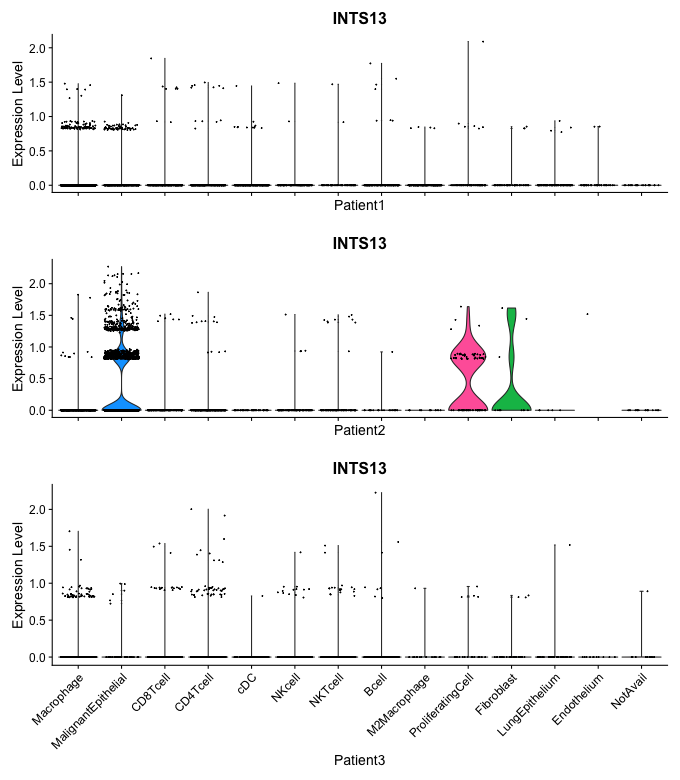 INTS13
Expression Level
2.0
1.5
1.0
0.5
0.0
Patient1
INTS13
Expression Level
2.0
1.5
1.0
0.5
0.0
Patient2
INTS13
Expression Level
2.0
1.5
1.0
0.5
0.0
Macrophage
MalignantEpithelial
CD8Tcell
CD4Tcell
cDC
NKcell
NKTcell
Bcell
M2Macrophage
ProliferatingCell
Fibroblast
LungEpithelium
Endothelium
NotAvail
Patient3